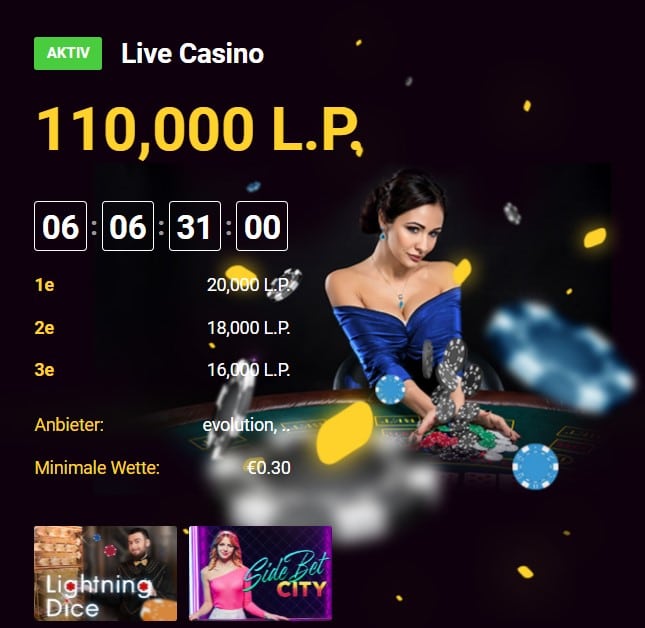 AKTIV Live Casino
110,000 L.P.
06 : 06 : 31 : 00
1e 20,000 L.P.
2e 18,000 L.P.
3e 16,000 L.P.
Anbieter: evolution, ..
Minimale Wette: €0.30
Lightning
Dice
Side Bet
CITY